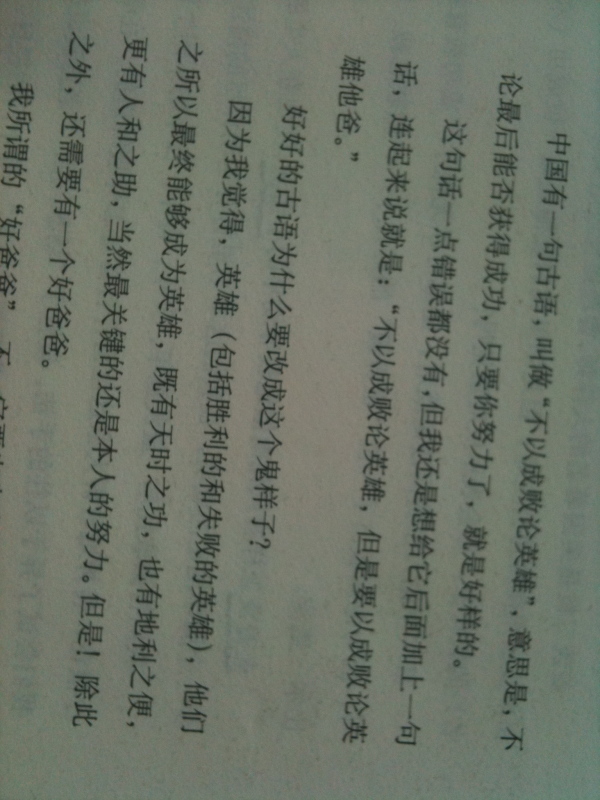 中国有一句古语，叫做“不以成败论英雄”，意思是，不
论最后能否获得成功，只要你努力了，就是好样的。
这句话一点错误都没有，但我还是想给它后面加上一句
话，连起来说就是：“不以成败论英雄，但是要以成败论英
雄他爸。”
好好的古语为什么要改成这个鬼样子？
因为我觉得，英雄（包括胜利的和失败的英雄），他们
之所以最终能够成为英雄，既有天时之功，也有地利之便，
更有人和之助，当然最关键的还是本人的努力。但是！除此
之外，还需要有一个好爸爸。
我所谓的“好爸爸”，不